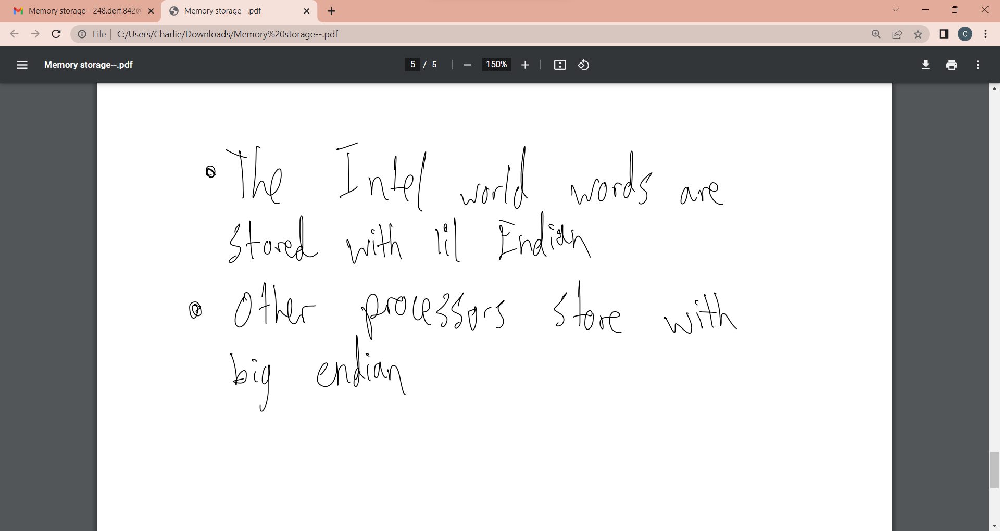 Memory storage - 248.derf.842@
Memory storage--.pdf
File | C:/Users/Charlie/Downloads/Memory%20storage--.pdf
C
Memory storage--.pdf
5 / 5
150%
• The Intel world words are
stored with lil Endian
• Other processors store with
big endian